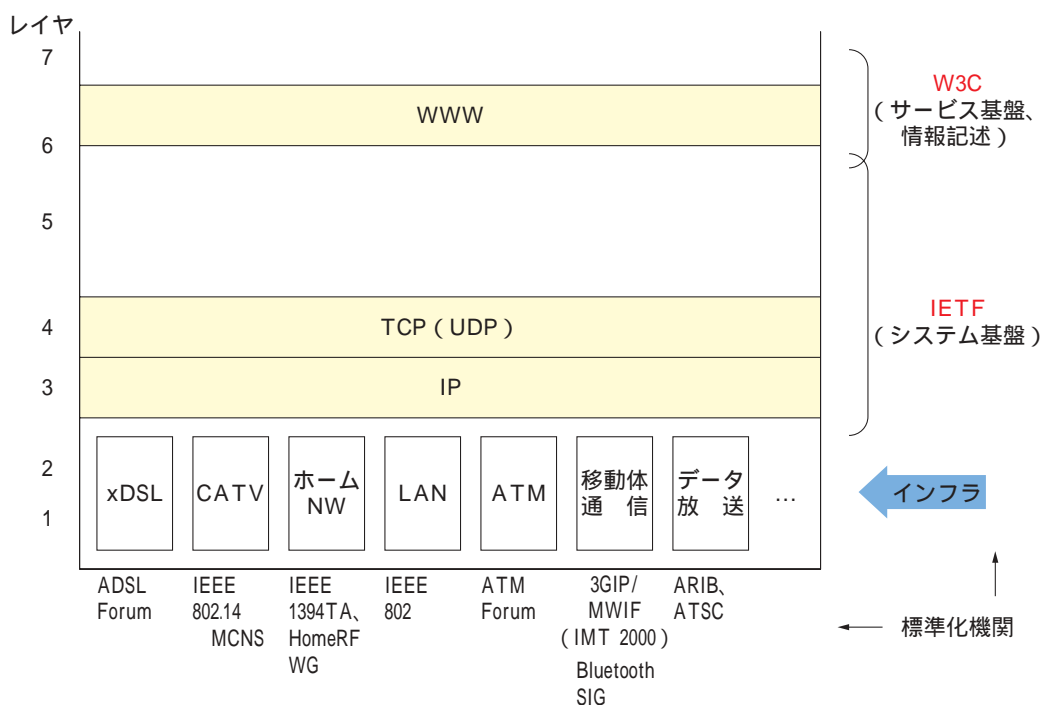 レイヤ
7
WWW
6
W3C
(サービス基盤、
情報記述)
5
4
TCP(UDP)
IETF
(システム基盤)
3
IP
2
1
xDSL
CATV
ホーム
NW
LAN
ATM
移動体
通 信
データ
放 送
…
インフラ
ADSL
Forum
IEEE
802.14
MCNS
IEEE
1394TA、
HomeRF
WG
IEEE
802
ATM
Forum
3GIP/
MWIF
(IMT 2000)
Bluetooth
SIG
ARIB、
ATSC
標準化機関